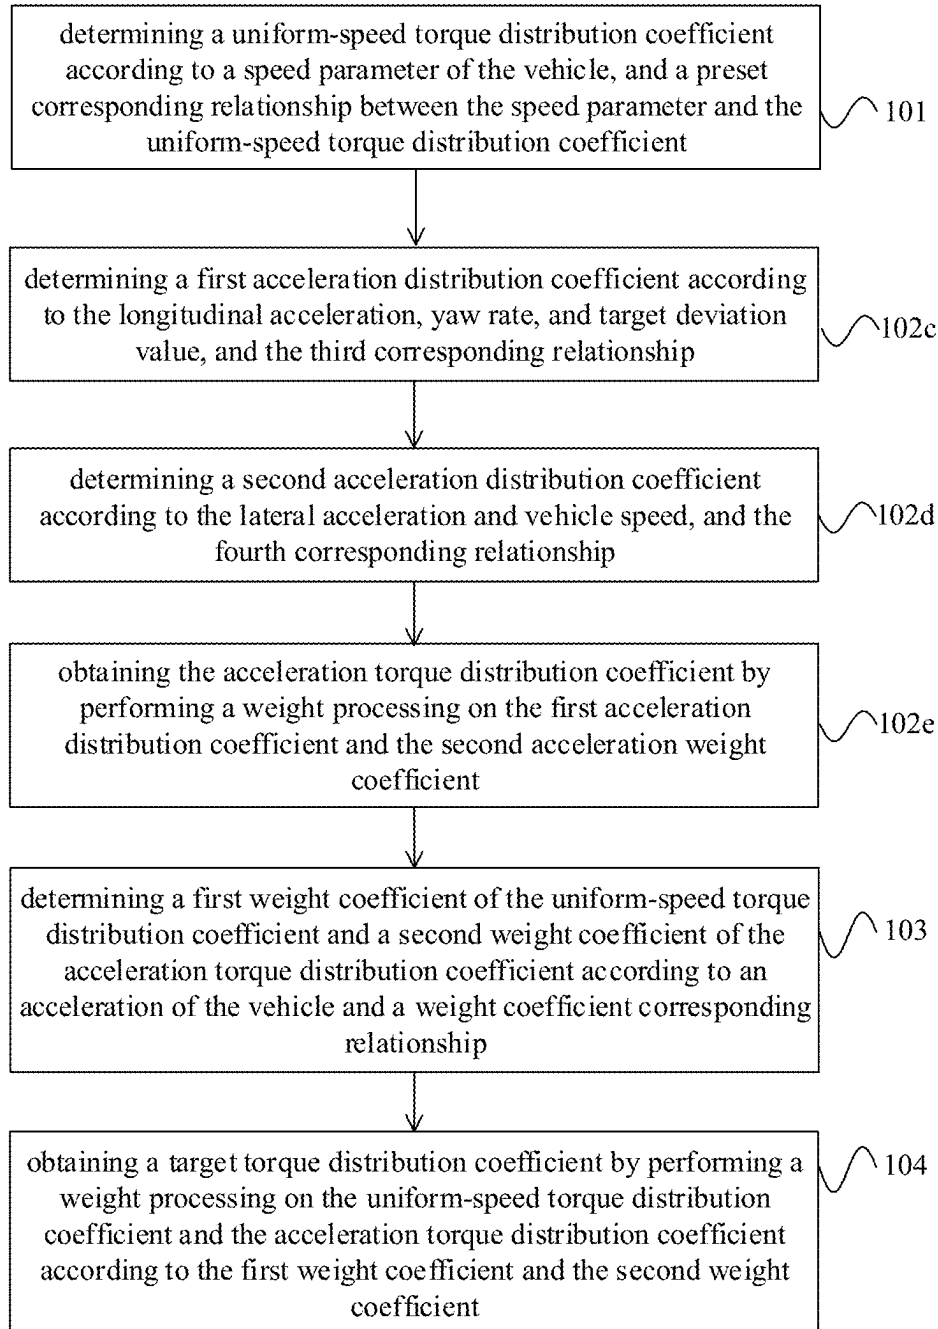 determining a uniform-speed torque distribution coefficient
according to a speed parameter of the vehicle, and a preset
corresponding relationship between the speed parameter and the
uniform-speed torque distribution coefficient
101
determining a first acceleration distribution coefficient according
to the longitudinal acceleration, yaw rate, and target deviation
value, and the third corresponding relationship
102c
determining a second acceleration distribution coefficient
according to the lateral acceleration and vehicle speed, and the
fourth corresponding relationship
102d
obtaining the acceleration torque distribution coefficient by
performing a weight processing on the first acceleration
distribution coefficient and the second acceleration weight
coefficient
102e
determining a first weight coefficient of the uniform-speed torque
distribution coefficient and a second weight coefficient of the
acceleration torque distribution coefficient according to an
acceleration of the vehicle and a weight coefficient corresponding
relationship
103
obtaining a target torque distribution coefficient by performing a
weight processing on the uniform-speed torque distribution
coefficient and the acceleration torque distribution coefficient
according to the first weight coefficient and the second weight
coefficient
104